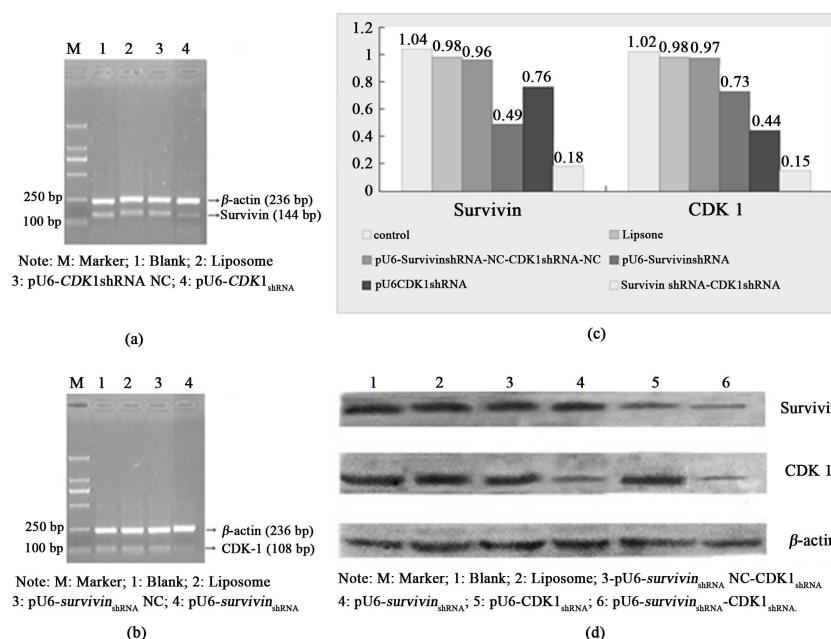 M 1 2 3 4
250 bp
100 bp
β-actin (236 bp)
Survivin (144 bp)
Note: M: Marker; 1: Blank; 2: Liposome
3: pU6-CDK1shRNA NC; 4: pU6-CDK1shRNA
(a)
1.2
1
0.8
0.6
0.4
0.2
0
1.04 0.98 0.96 0.49 0.76 0.18
1.02 0.98 0.97 0.73 0.44 0.15
Survivin CDK 1
control Lipsone
pU6-SurvivinshRNA-NC-CDK1shRNA-NC pU6-SurvivinshRNA
pU6CDK1shRNA Survivin shRNA-CDK1shRNA
(c)
M 1 2 3 4
250 bp
100 bp
β-actin (236 bp)
CDK-1 (108 bp)
Note: M: Marker; 1: Blank; 2: Liposome
3: pU6-survivinshRNA NC; 4: pU6-survivinshRNA
(b)
1 2 3 4 5 6
Survivin
CDK 1
β-actin
Note: M: Marker; 1: Blank; 2: Liposome; 3-pU6-survivinshRNA NC-CDK1shRNA
4: pU6-survivinshRNA; 5: pU6-CDK1shRNA; 6: pU6-survivinshRNA-CDK1shRNA.
(d)